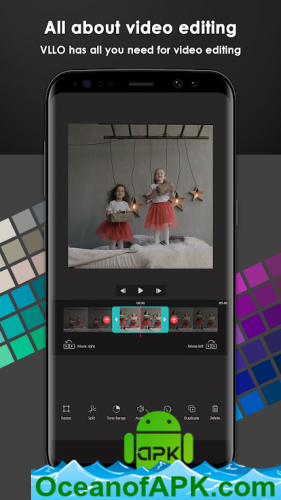 All about video editing
VLLO has all you need for video editing
Move right
Move left
Resize
Split
Time Range
Duplicate
Delete
APK
OceanofAPK.com